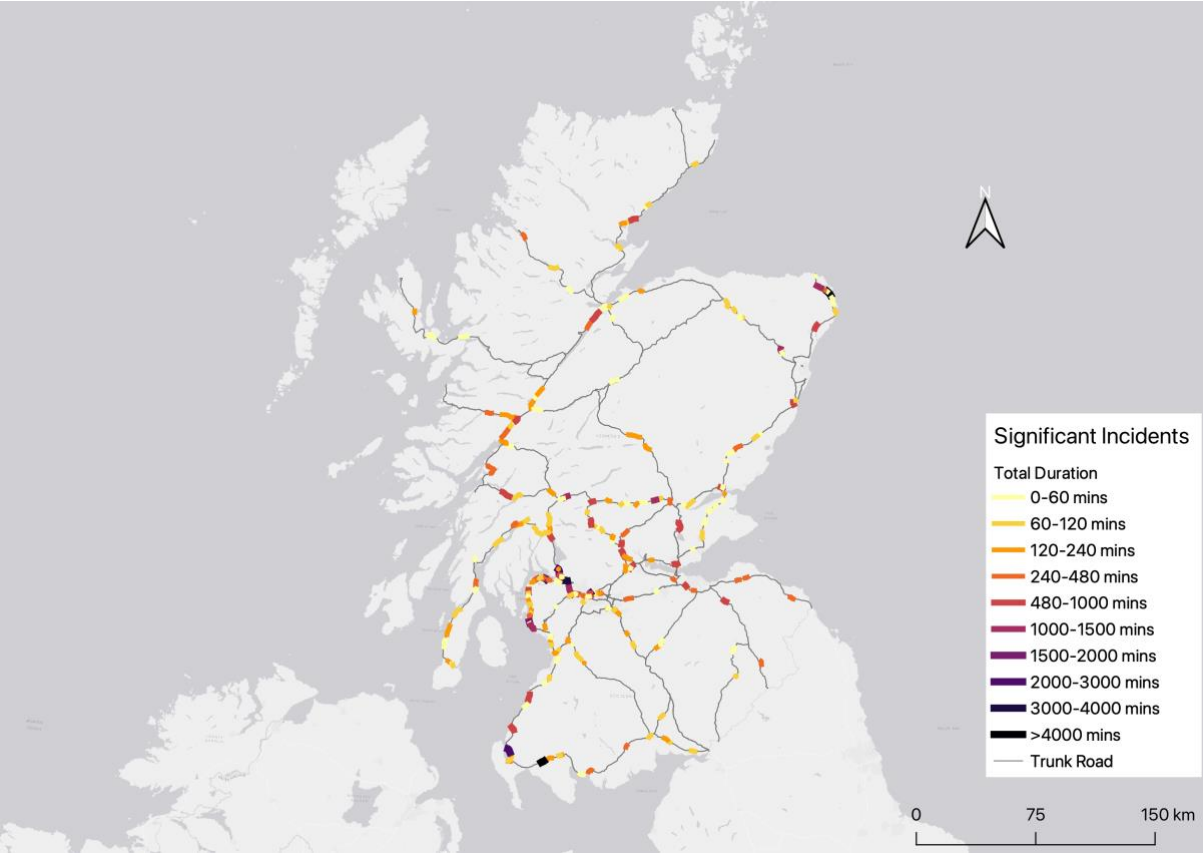 N
Significant Incidents
Total Duration
0-60 mins
60-120 mins
120-240 mins
240-480 mins
480-1000 mins
1000-1500 mins
1500-2000 mins
2000-3000 mins
3000-4000 mins
>4000 mins
Trunk Road
0 75 150 km